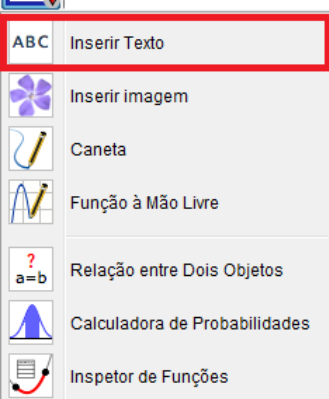 ABC Inserir Texto
Inserir imagem
Caneta
Função à Mão Livre
?
a=b Relação entre Dois Objetos
Calculadora de Probabilidades
Inspetor de Funções